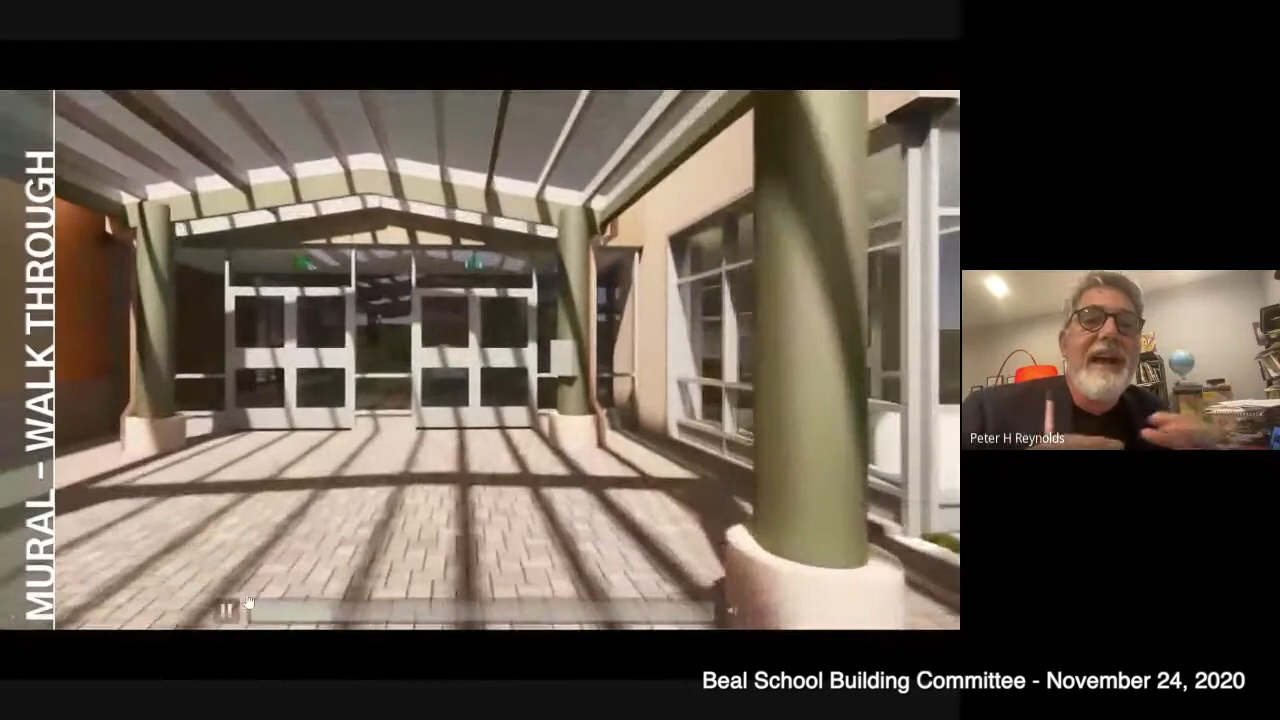 MURAL – WALK THROUGH
Peter H Reynolds
Beal School Building Committee - November 24, 2020